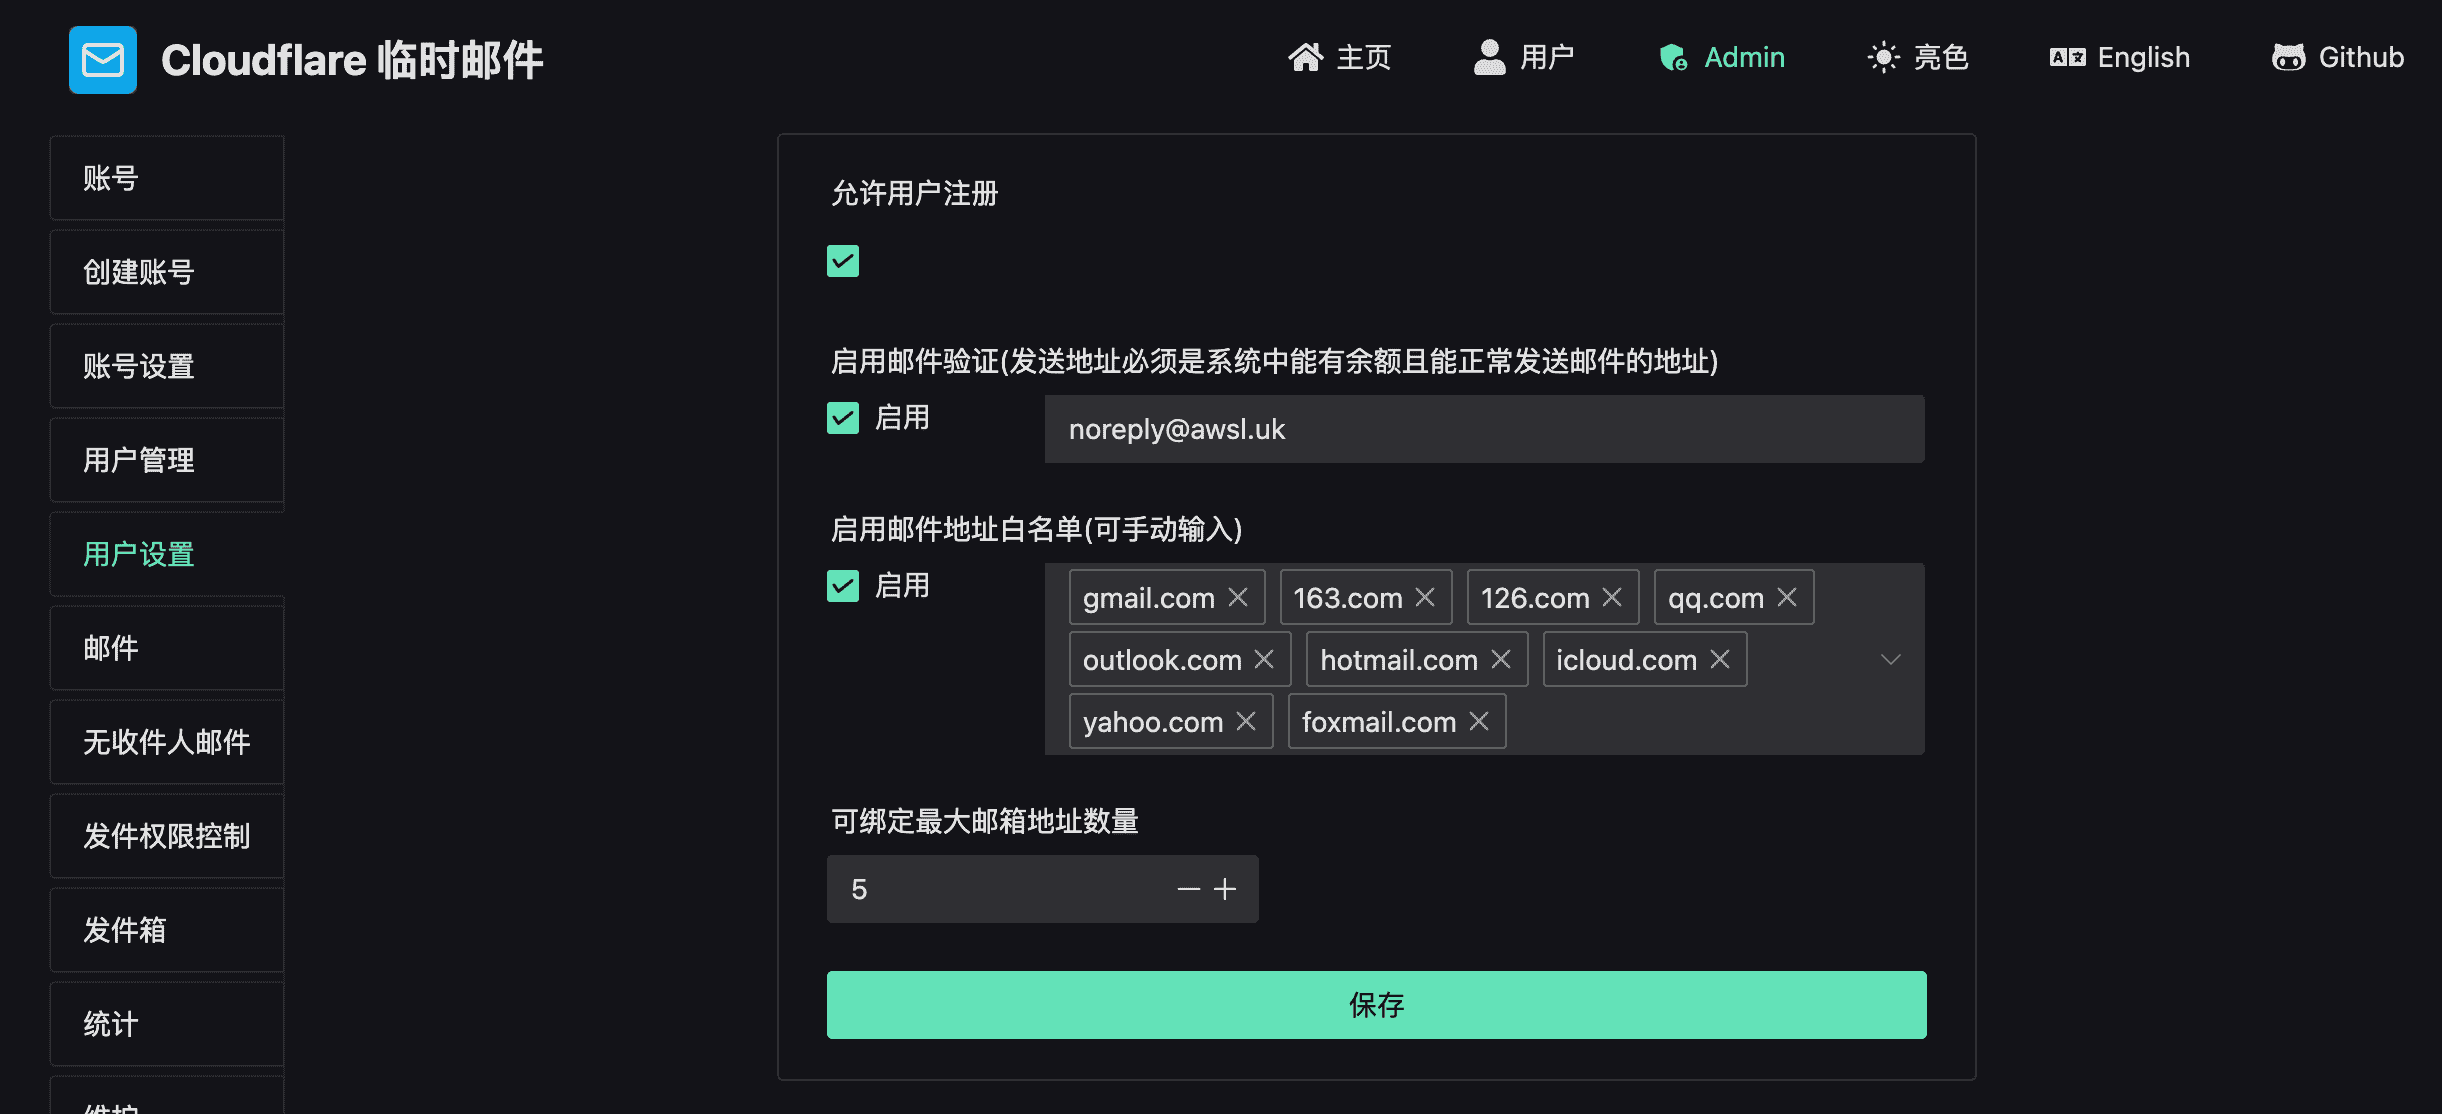 Cloudflare 临时邮件
主页
用户
Admin
亮色
English
Github
账号
创建账号
账号设置
用户管理
用户设置
邮件
无收件人邮件
发件权限控制
发件箱
统计
维护
允许用户注册
启用邮件验证(发送地址必须是系统中能有余额且能正常发送邮件的地址)
启用
noreply@awsl.uk
启用邮件地址白名单(可手动输入)
启用
gmail.com 163.com 126.com qq.com
outlook.com hotmail.com icloud.com
yahoo.com foxmail.com
可绑定最大邮箱地址数量
5
保存